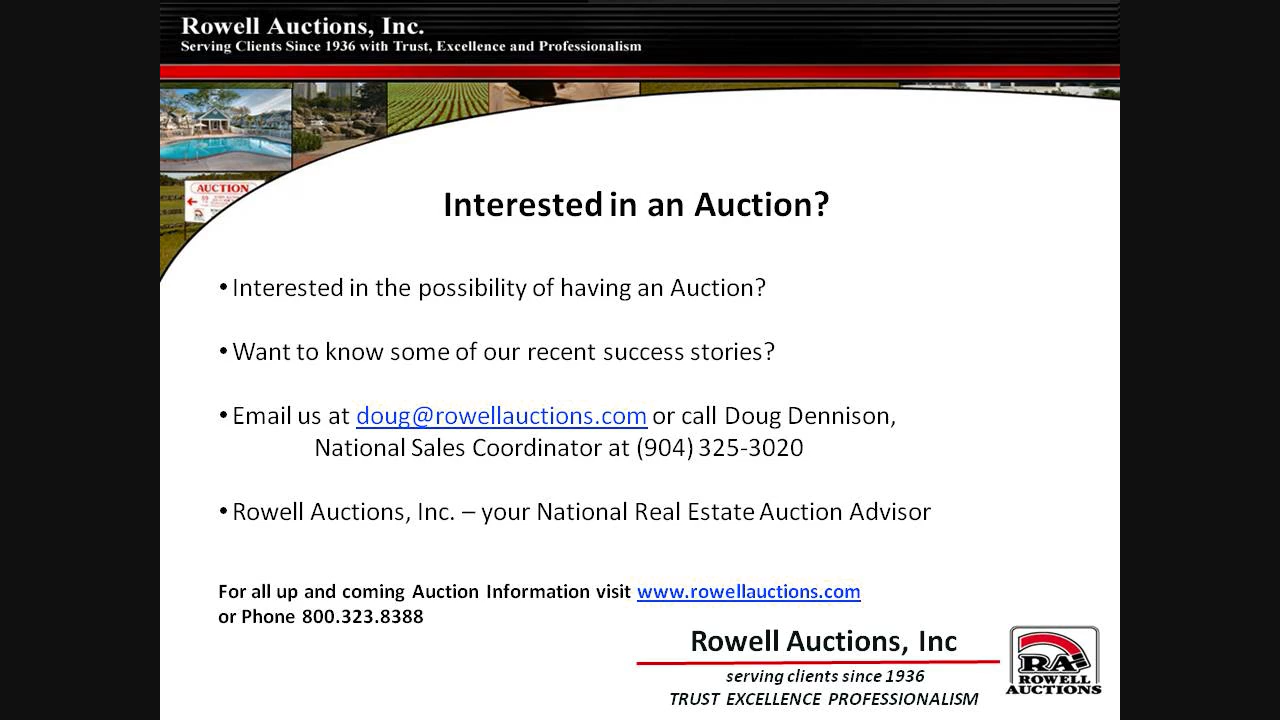 Rowell Auctions, Inc.
Serving Clients Since 1936 with Trust, Excellence and Professionalism
AUCTION
Interested in an Auction?
• Interested in the possibility of having an Auction?
• Want to know some of our recent success stories?
• Email us at doug@rowellauctions.com or call Doug Dennison,
National Sales Coordinator at (904) 325-3020
• Rowell Auctions, Inc. – your National Real Estate Auction Advisor
For all up and coming Auction Information visit www.rowellauctions.com
or Phone 800.323.8388
Rowell Auctions, Inc
serving clients since 1936
TRUST EXCELLENCE PROFESSIONALISM
RA
ROWELL
AUCTIONS